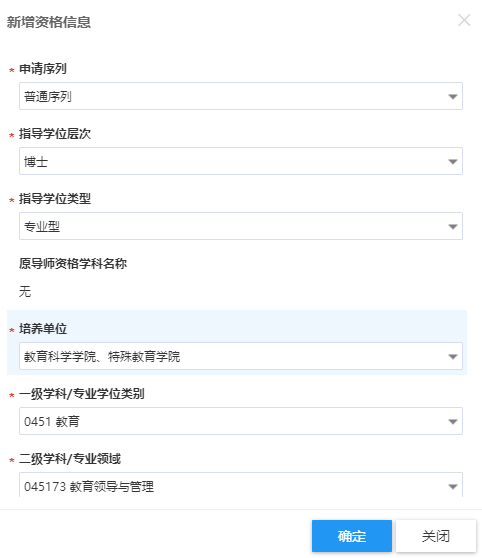 新增资格信息
* 申请序列
普通序列
* 指导学位层次
博士
* 指导学位类型
专业型
原导师资格学科名称
无
* 培养单位
教育科学学院、特殊教育学院
* 一级学科/专业学位类别
0451 教育
* 二级学科/专业领域
045173 教育领导与管理
确定 关闭